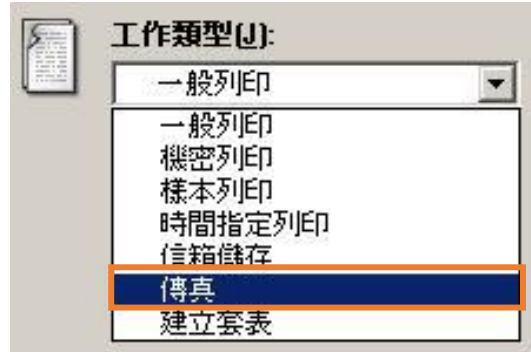 工作類型(J):
一般列印
一般列印
機密列印
樣本列印
時間指定列印
信箱儲存
傳真
建立套表